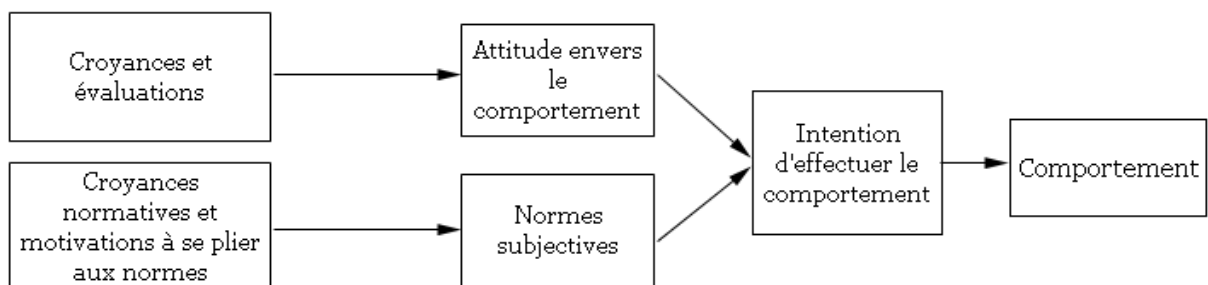 Croyances et
évaluations
Attitude envers
le
comportement
Croyances
normatives et
motivations à se plier
aux normes
Normes
subjectives
Intention
d'effectuer le
comportement
Comportement